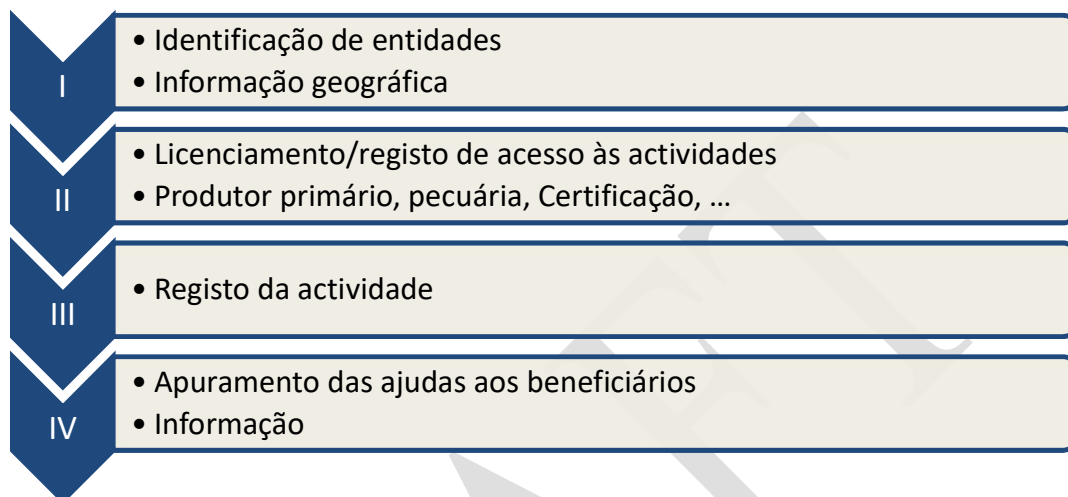 I
• Identificação de entidades
• Informação geográfica
II
• Licenciamento/registo de acesso às actividades
• Produtor primário, pecuária, Certificação, …
III
• Registo da actividade
IV
• Apuramento das ajudas aos beneficiários
• Informação